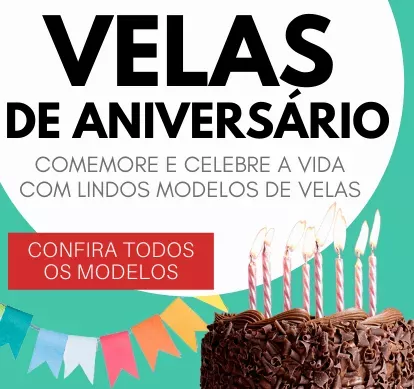 VELAS
DE ANIVERSÁRIO
COMEMORE E CELEBRE A VIDA
COM LINDOS MODELOS DE VELAS
CONFIRA TODOS
OS MODELOS